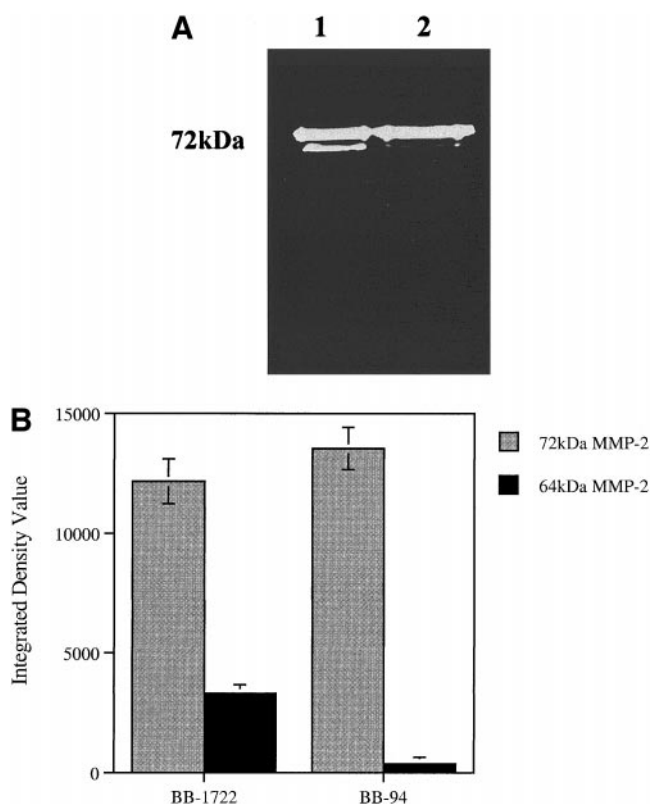 A
1 2
72kDa
B
15000
10000
5000
0
Integrated Density Value
72kDa MMP-2
64kDa MMP-2
BB-1722 BB-94